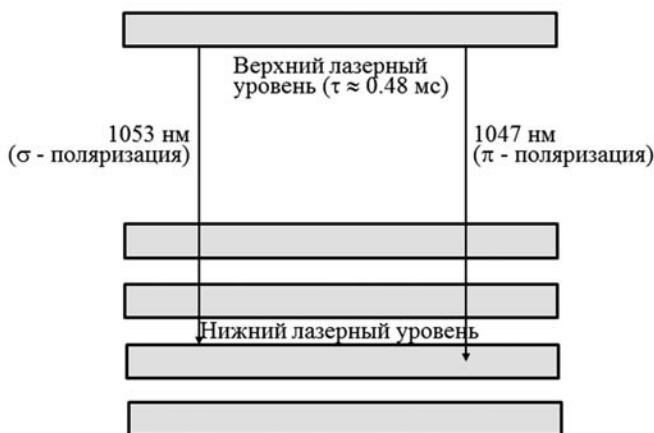 Верхний лазерный
уровень (τ ≈ 0.48 мс)
1053 нм
(σ - поляризация)
1047 нм
(π - поляризация)
Нижний лазерный уровень